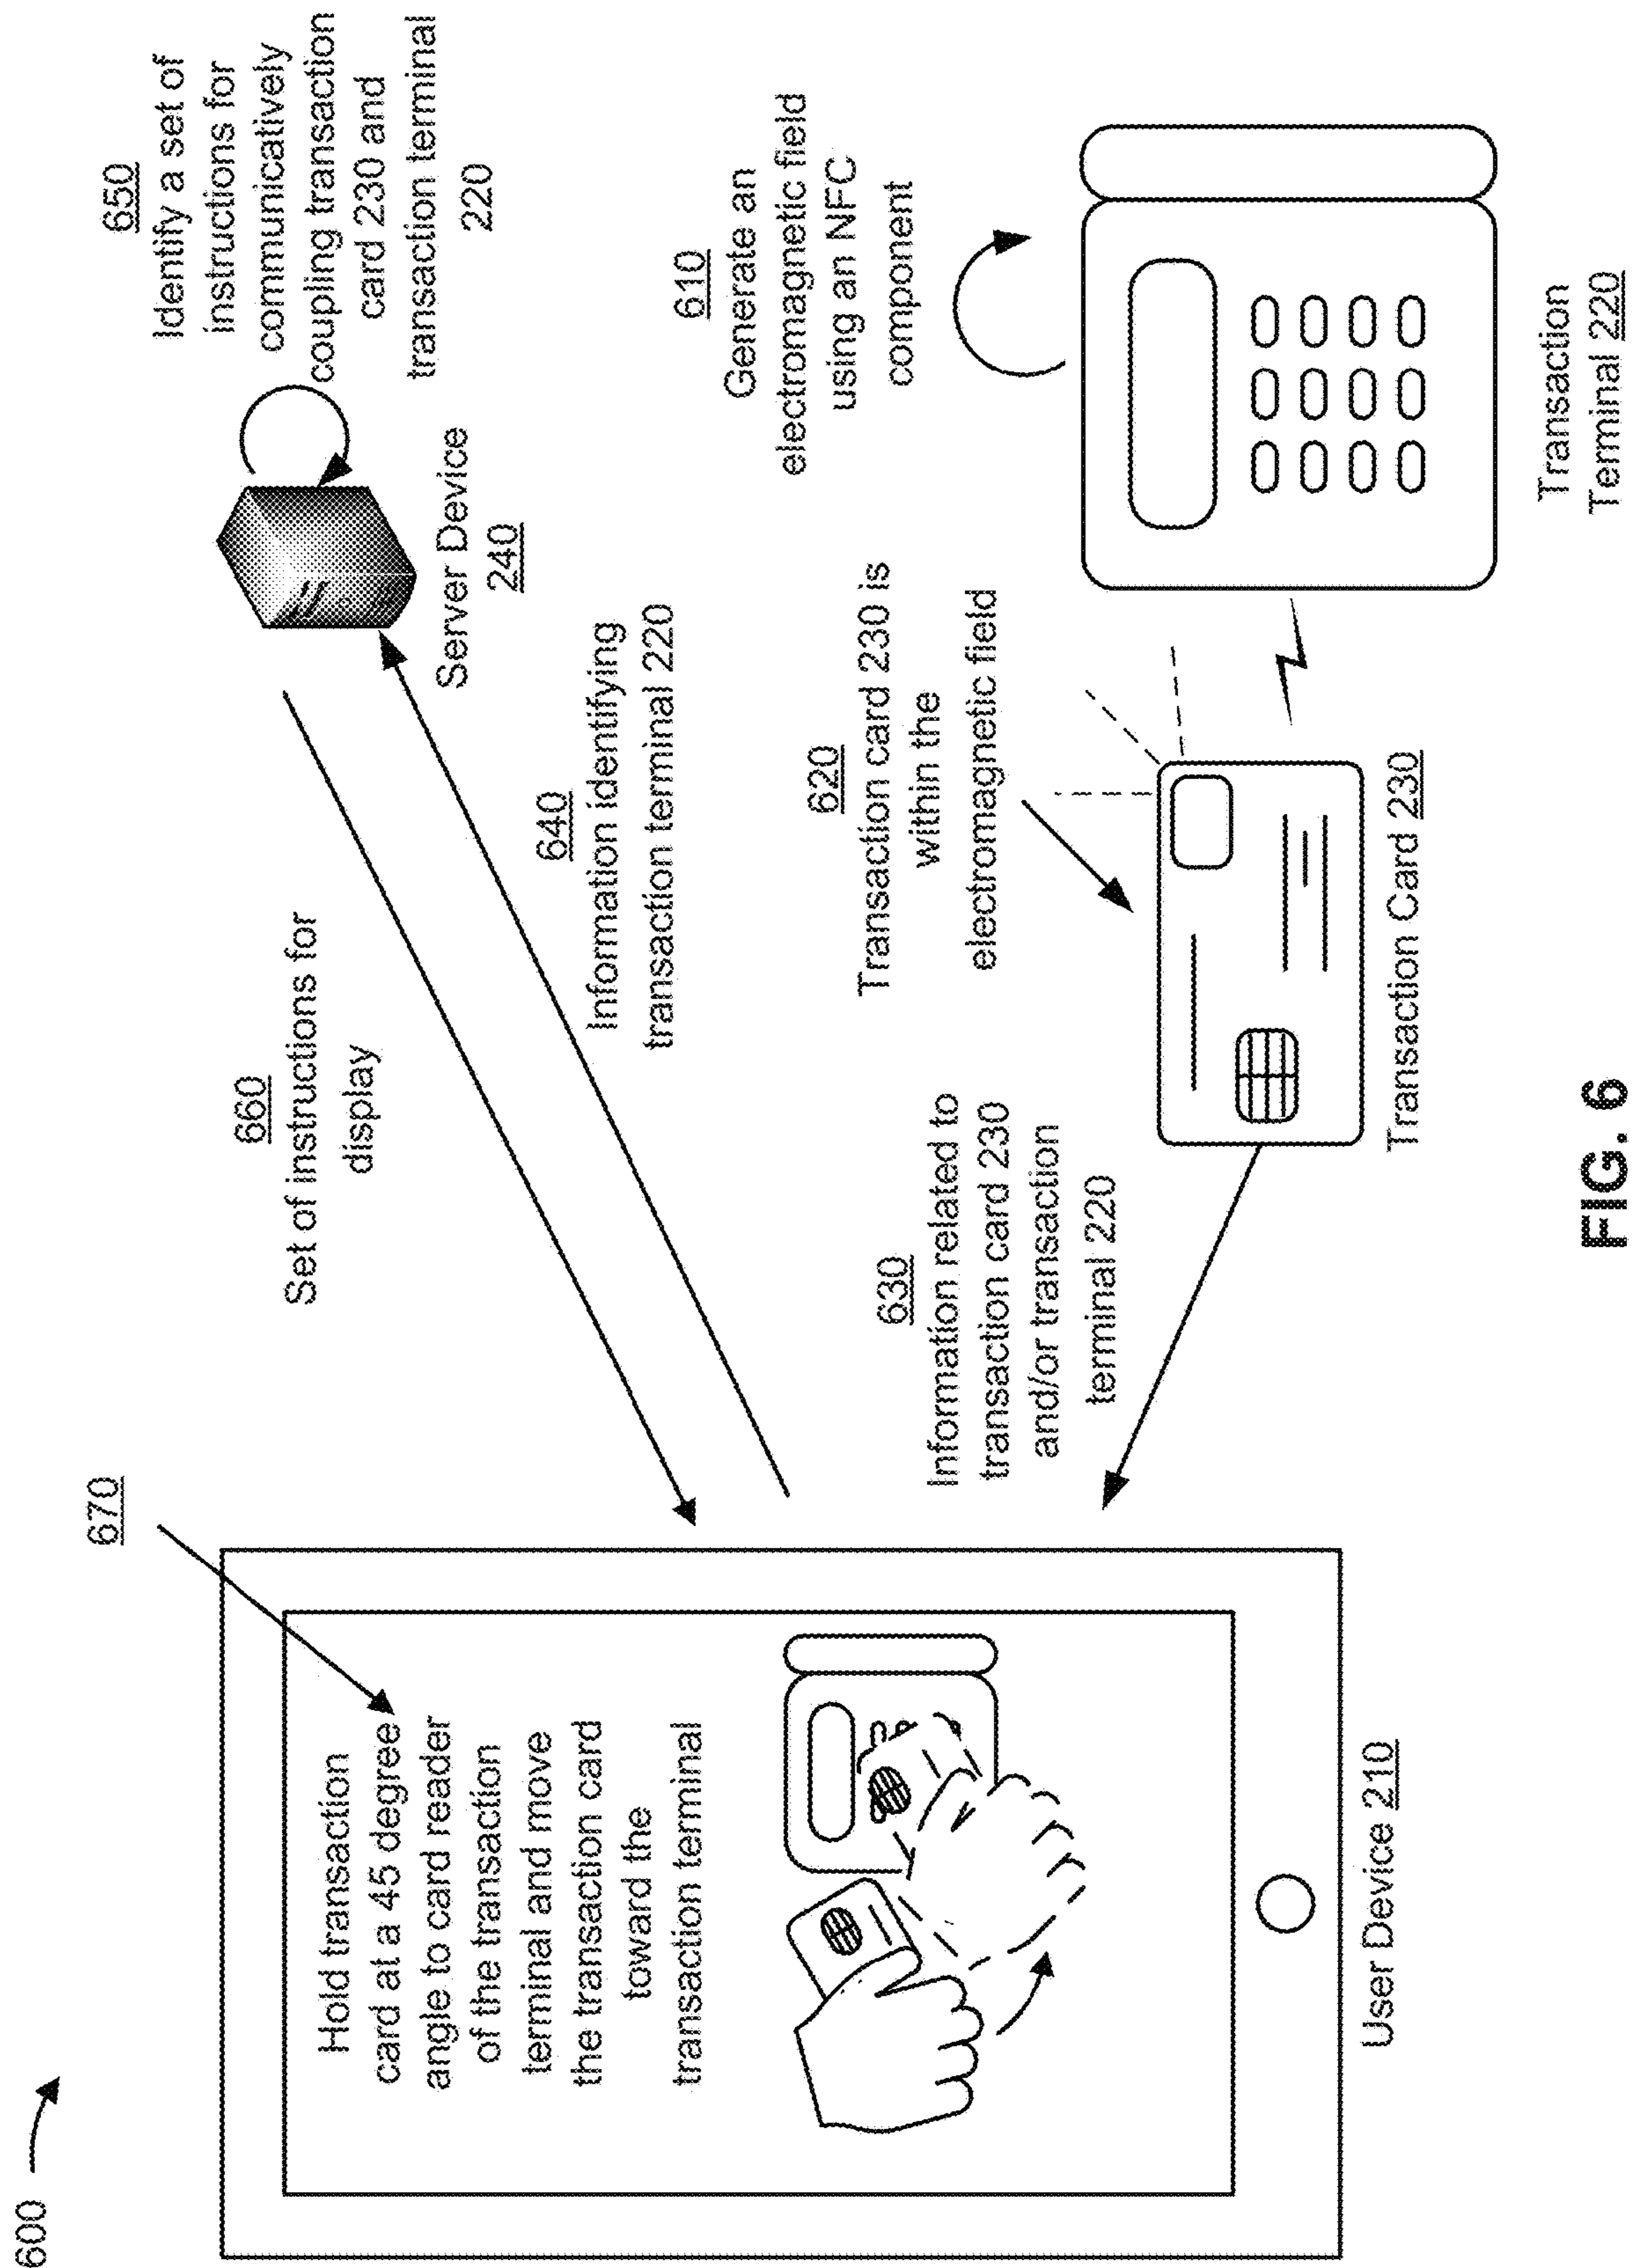 600
670
Hold transaction
card at a 45 degree
angle to card reader
of the transaction
terminal and move
the transaction card
toward the
transaction terminal
User Device 210
660
Set of instructions for
display
640
Information identifying
transaction terminal 220
650
Identify a set of
instructions for
communicatively
coupling transaction
card 230 and
transaction terminal
220
Server Device
240
630
Information related to
transaction card 230
and/or transaction
terminal 220
620
Transaction card 230 is
within the
electromagnetic field
Transaction Card 230
610
Generate an
electromagnetic field
using an NFC
component
Transaction
Terminal 220
FIG. 6